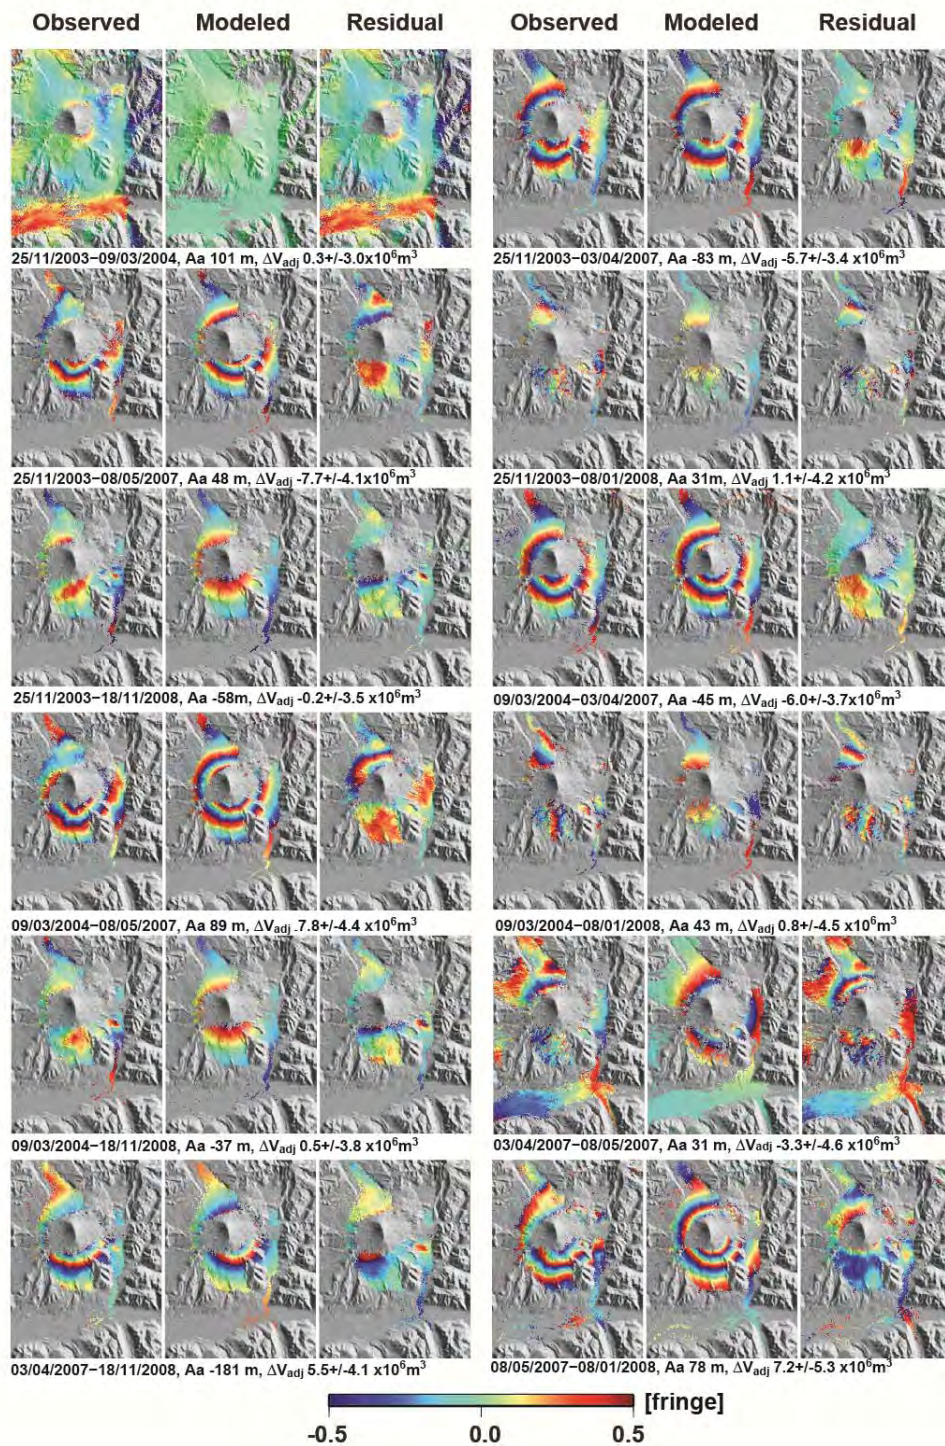 Observed Modeled Residual Observed Modeled Residual
25/11/2003–09/03/2004, Aa 101 m, ΔVadj 0.3+/-3.0x10⁶m³
25/11/2003–03/04/2007, Aa -83 m, ΔVadj -5.7+/-3.4 x10⁶m³
25/11/2003–08/05/2007, Aa 48 m, ΔVadj -7.7+/-4.1x10⁶m³
25/11/2003–08/01/2008, Aa 31m, ΔVadj 1.1+/-4.2 x10⁶m³
25/11/2003–18/11/2008, Aa -58m, ΔVadj -0.2+/-3.5 x10⁶m³
09/03/2004–03/04/2007, Aa -45 m, ΔVadj -6.0+/-3.7x10⁶m³
09/03/2004–08/05/2007, Aa 89 m, ΔVadj -7.8+/-4.4 x10⁶m³
09/03/2004–08/01/2008, Aa 43 m, ΔVadj 0.8+/-4.5 x10⁶m³
09/03/2004–18/11/2008, Aa -37 m, ΔVadj 0.5+/-3.8 x10⁶m³
03/04/2007–08/05/2007, Aa 31 m, ΔVadj -3.3+/-4.6 x10⁶m³
03/04/2007–18/11/2008, Aa -181 m, ΔVadj 5.5+/-4.1 x10⁶m³
08/05/2007–08/01/2008, Aa 78 m, ΔVadj 7.2+/-5.3 x10⁶m³
[fringe]
-0.5 0.0 0.5